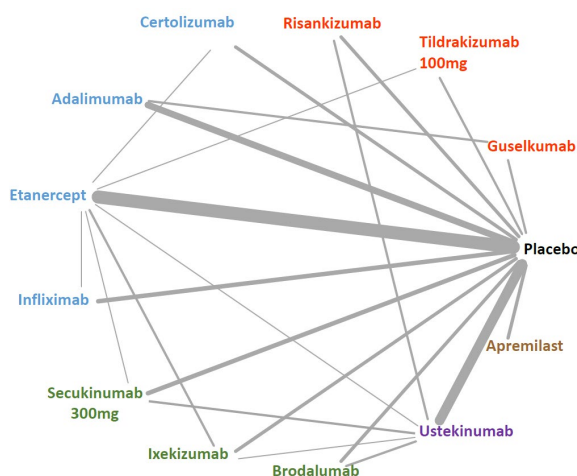 Certolizumab
Risankizumab
Tildrakizumab
100mg
Adalimumab
Guselkumab
Etanercept
Placebo
Infliximab
Apremilast
Secukinumab
300mg
Ustekinumab
Ixekizumab
Brodalumab